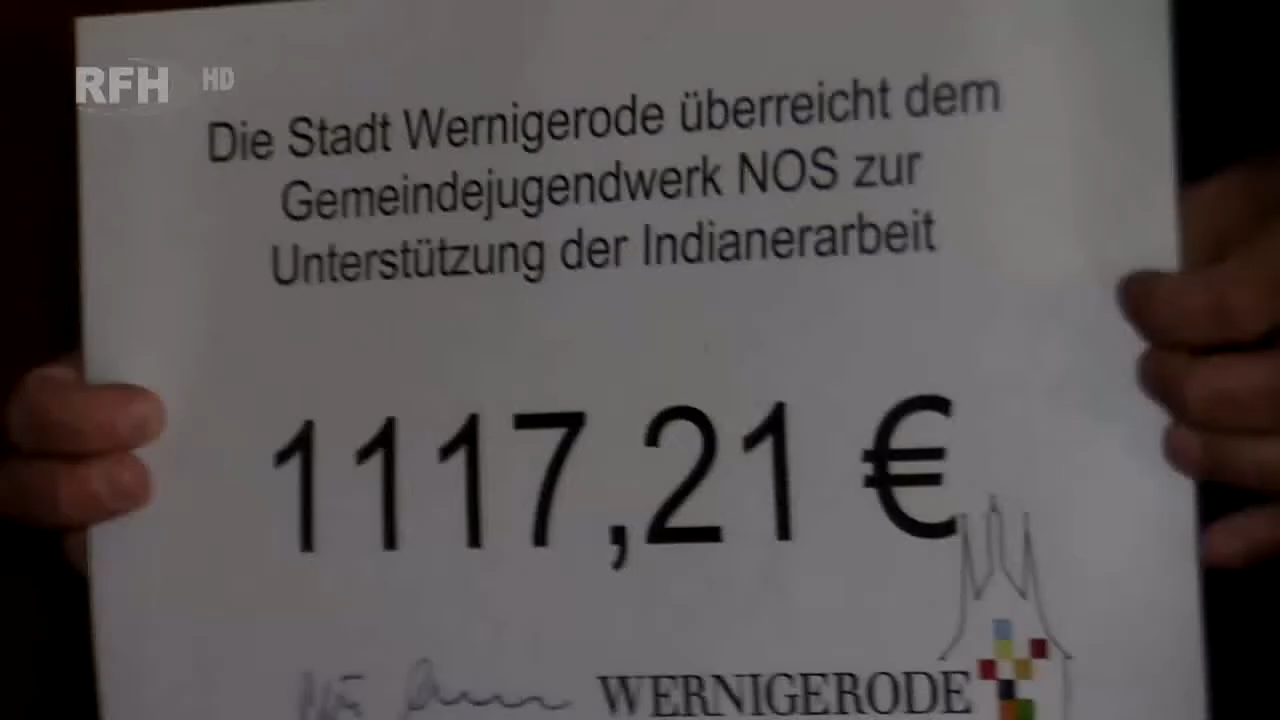 RFH HD
Die Stadt Wernigerode überreicht dem
Gemeindejugendwerk NOS zur
Unterstützung der Indianerarbeit
1117,21 €
WERNIGERODE